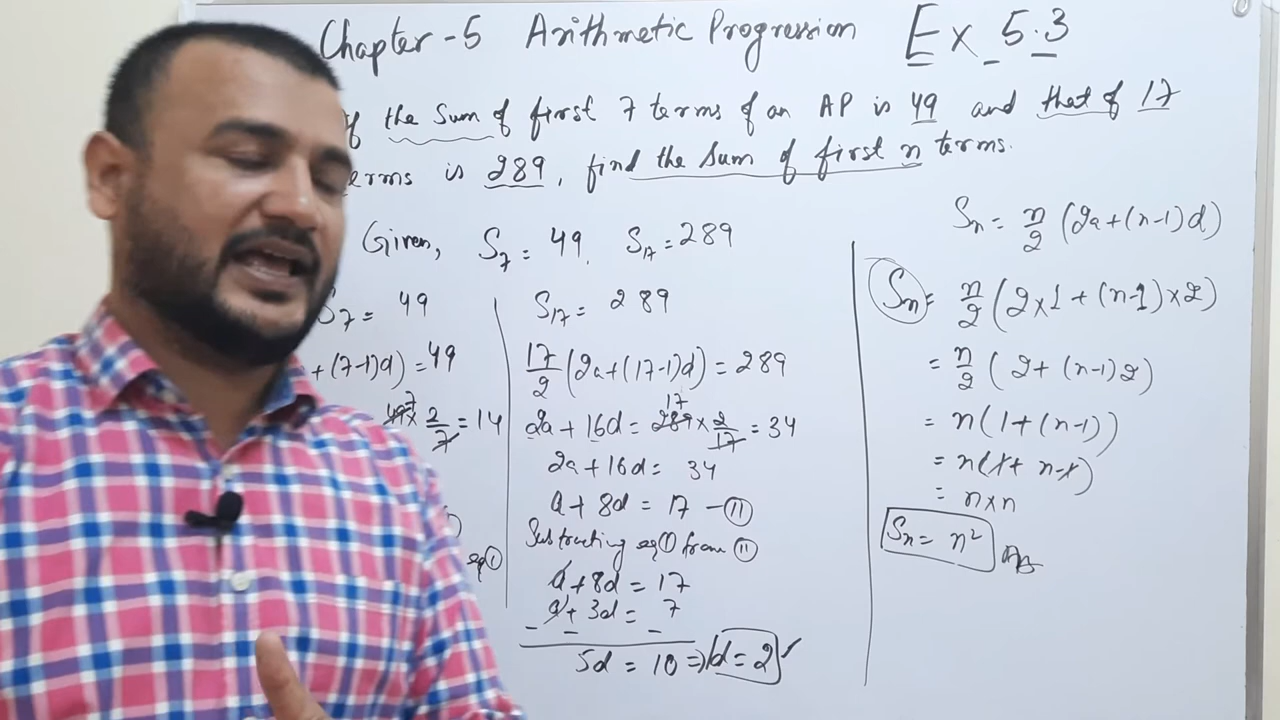 Chapter-5 Arithmetic Progression Ex 5.3
If the Sum of first 7 terms of an AP is 49 and that of 17
terms is 289, find the Sum of first n terms.
Given, S₇ = 49, S₁₇ = 289
S₇ = 49
+ (7-1)d) = 49
49 × 2/7 = 14
eq(I)
S₁₇ = 289
17/2 (2a+(17-1)d) = 289
2a + 16d = 289 × 2/17 = 34
17
2a + 16d = 34
a + 8d = 17 - (II)
Subtracting eq(I) from (II)
a + 8d = 17
a + 3d = 7
- - -
5d = 10 ⇒ d = 2
Sₙ = n/2 (2a+(n-1)d)
Sₙ = n/2 (2×1 + (n-1)×2)
= n/2 (2 + (n-1)2)
= n(1+(n-1))
= n(1 + n-1)
= n×n
Sₙ = n² Ans